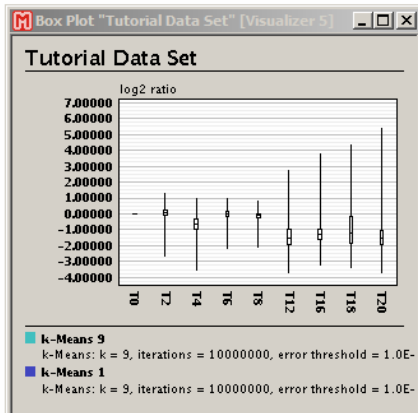 Box Plot "Tutorial Data Set" [Visualizer 5]
Tutorial Data Set
log2 ratio
7.00000
6.00000
5.00000
4.00000
3.00000
2.00000
1.00000
0.00000
-1.00000
-2.00000
-3.00000
-4.00000
T0 T2 T4 T6 T8 T12 T16 T18 T20
k-Means 9
k-Means: k = 9, iterations = 10000000, error threshold = 1.0E-
k-Means 1
k-Means: k = 9, iterations = 10000000, error threshold = 1.0E-